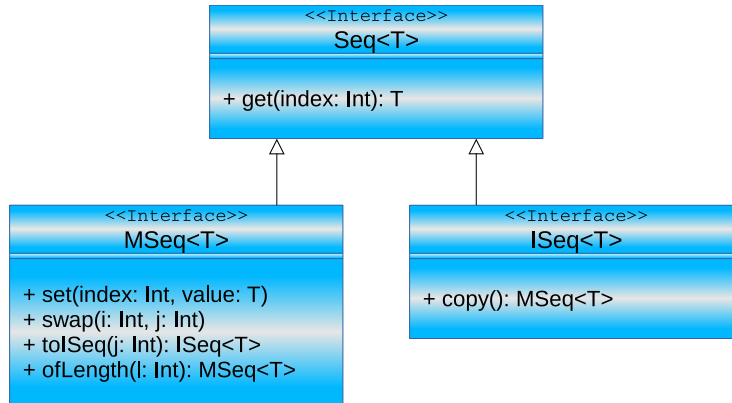 <<Interface>>
Seq<T>
+ get(index: Int): T
<<Interface>>
MSeq<T>
+ set(index: Int, value: T)
+ swap(i: Int, j: Int)
+ toISeq(j: Int): ISeq<T>
+ ofLength(l: Int): MSeq<T>
<<Interface>>
ISeq<T>
+ copy(): MSeq<T>